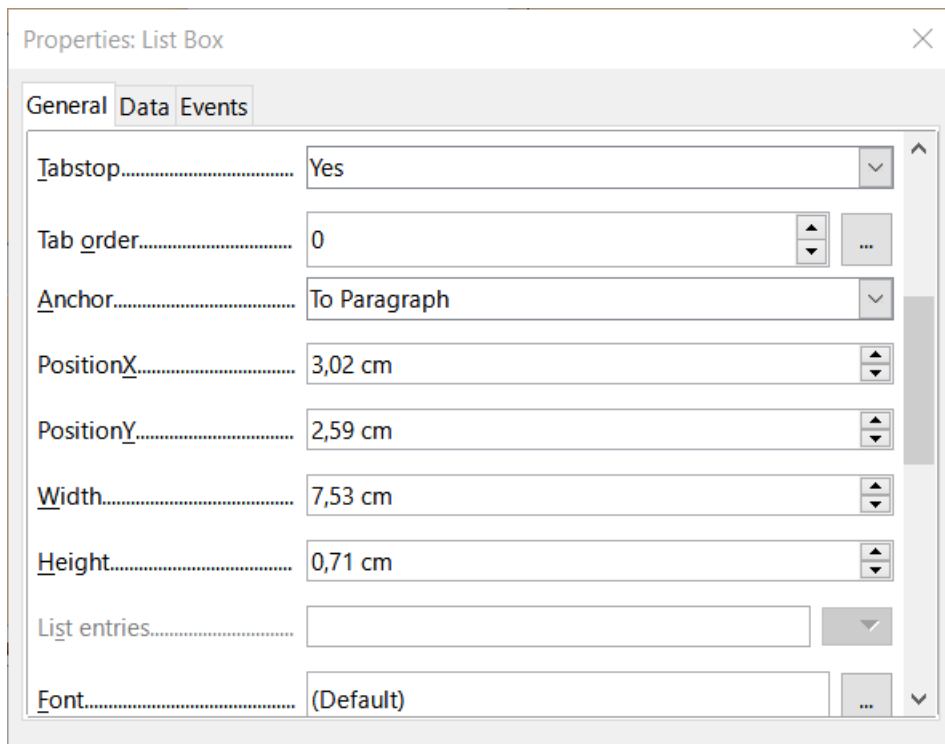 Properties: List Box
General Data Events
Tabstop Yes
Tab order 0 ...
Anchor To Paragraph
PositionX 3,02 cm
PositionY 2,59 cm
Width 7,53 cm
Height 0,71 cm
List entries
Font (Default) ...